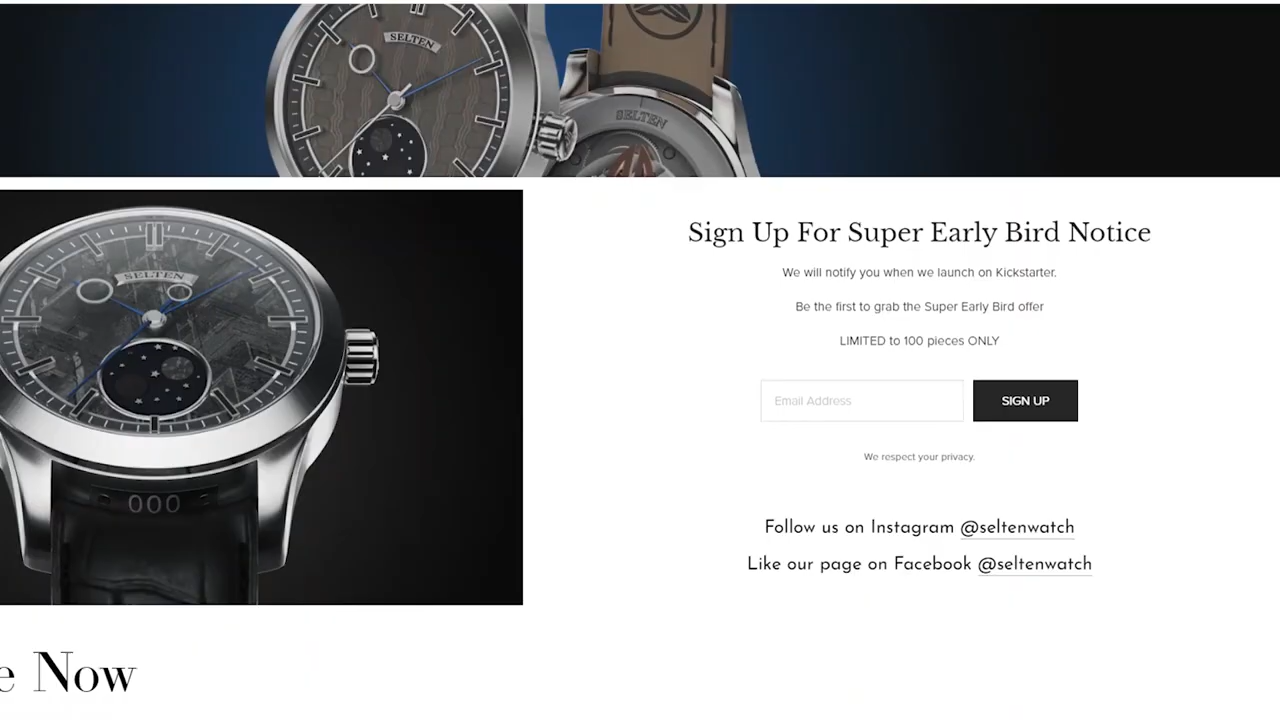 SELTEN
SELTEN
SELTEN
000
Sign Up For Super Early Bird Notice
We will notify you when we launch on Kickstarter.
Be the first to grab the Super Early Bird offer
LIMITED to 100 pieces ONLY
Email Address
SIGN UP
We respect your privacy.
Follow us on Instagram @seltenwatch
Like our page on Facebook @seltenwatch
e Now